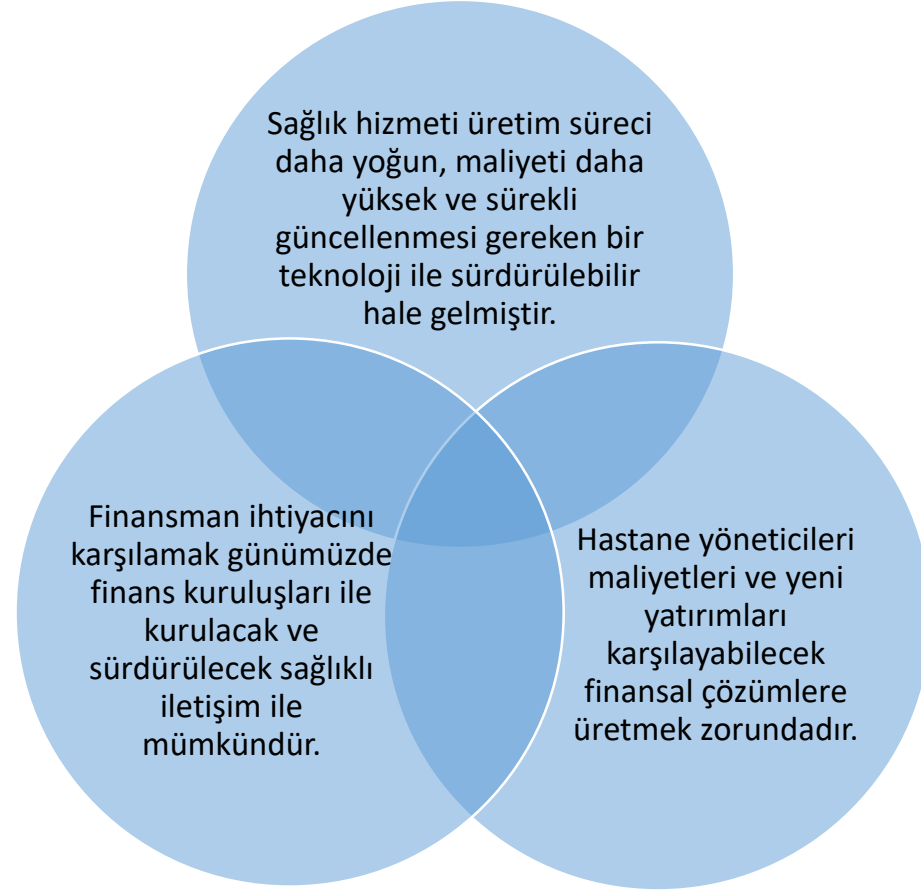 Sağlık hizmeti üretim süreci
daha yoğun, maliyeti daha
yüksek ve sürekli
güncellenmesi gereken bir
teknoloji ile sürdürülebilir
hale gelmiştir.
Finansman ihtiyacını
karşılamak günümüzde
finans kuruluşları ile
kurulacak ve
sürdürülecek sağlıklı
iletişim ile
mümkündür.
Hastane yöneticileri
maliyetleri ve yeni
yatırımları
karşılayabilecek
finansal çözümlere
üretmek zorundadır.